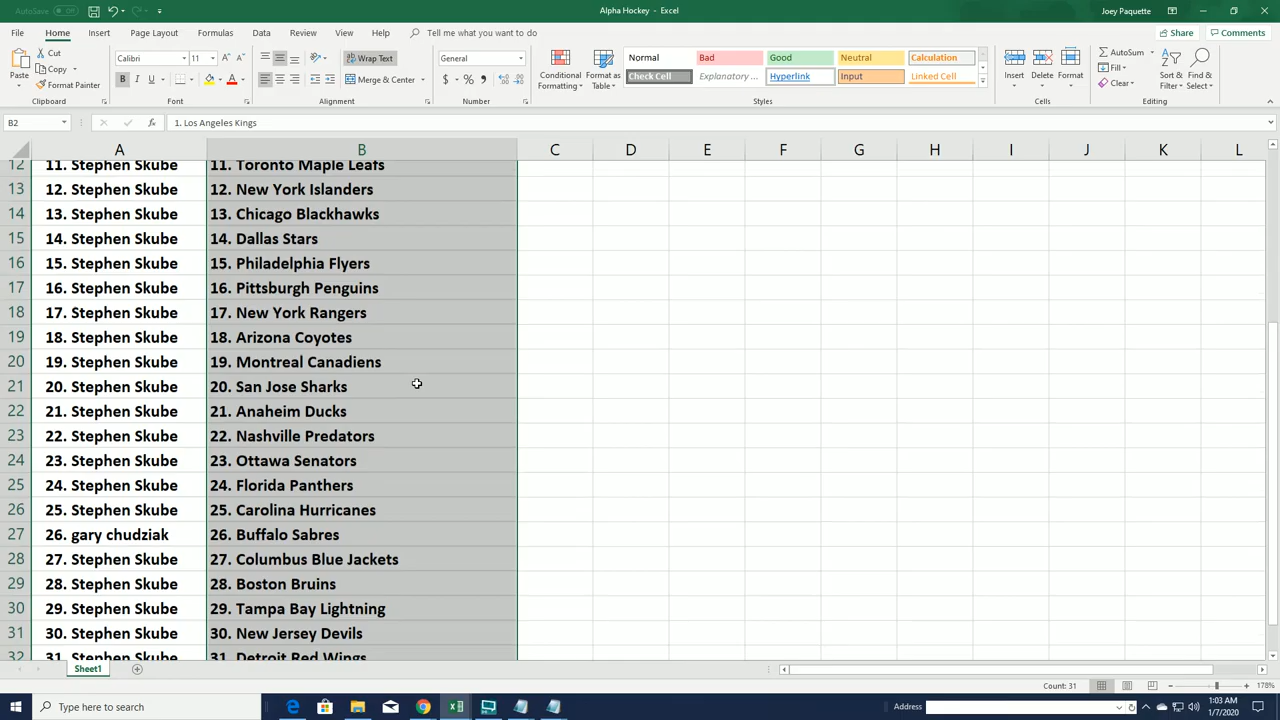 AutoSave Off
Alpha Hockey - Excel
Joey Paquette
File Home Insert Page Layout Formulas Data Review View Help Tell me what you want to do
Share Comments
Paste
Cut
Copy
Format Painter
Clipboard
Calibri 11
B I U
Font
Wrap Text
Merge & Center
Alignment
General
$ % ,
Number
Conditional Formatting
Format as Table
Normal Bad Good Neutral Calculation
Check Cell Explanatory ... Hyperlink Input Linked Cell
Styles
Insert Delete Format
Cells
AutoSum
Fill
Clear
Sort & Filter
Find & Select
Editing
B2
fx 1. Los Angeles Kings
A B C D E F G H I J K L
12 11. Stephen Skube 11. Toronto Maple Leafs
13 12. Stephen Skube 12. New York Islanders
14 13. Stephen Skube 13. Chicago Blackhawks
15 14. Stephen Skube 14. Dallas Stars
16 15. Stephen Skube 15. Philadelphia Flyers
17 16. Stephen Skube 16. Pittsburgh Penguins
18 17. Stephen Skube 17. New York Rangers
19 18. Stephen Skube 18. Arizona Coyotes
20 19. Stephen Skube 19. Montreal Canadiens
21 20. Stephen Skube 20. San Jose Sharks
22 21. Stephen Skube 21. Anaheim Ducks
23 22. Stephen Skube 22. Nashville Predators
24 23. Stephen Skube 23. Ottawa Senators
25 24. Stephen Skube 24. Florida Panthers
26 25. Stephen Skube 25. Carolina Hurricanes
27 26. gary chudziak 26. Buffalo Sabres
28 27. Stephen Skube 27. Columbus Blue Jackets
29 28. Stephen Skube 28. Boston Bruins
30 29. Stephen Skube 29. Tampa Bay Lightning
31 30. Stephen Skube 30. New Jersey Devils
32 31. Stephen Skube 31. Detroit Red Wings
Sheet1
Count: 31
178%
Type here to search
Address
1:03 AM
1/7/2020